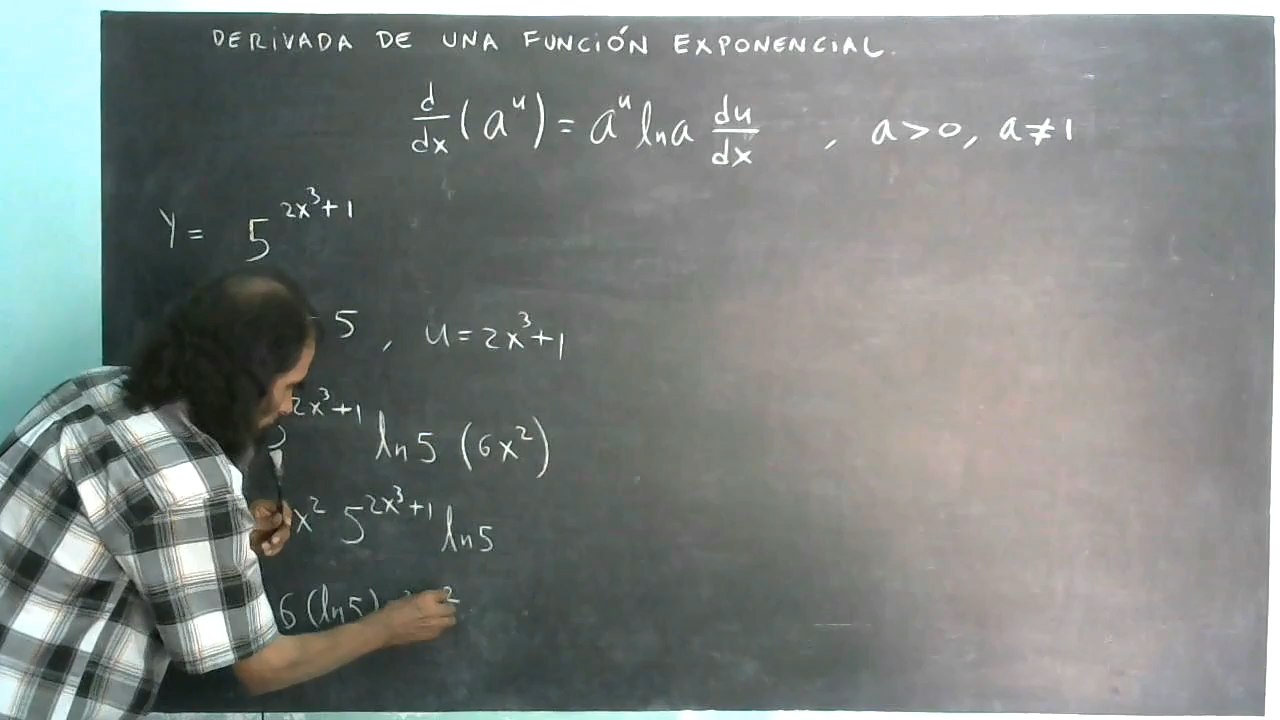 DERIVADA DE UNA FUNCIÓN EXPONENCIAL.
d/dx (a^u) = a^u ln a du/dx , a > 0, a ≠ 1
Y = 5^(2x³+1)
5 , u = 2x³+1
2x³+1 ln 5 (6x²)
x² 5^(2x³+1) ln 5
6 (ln 5)